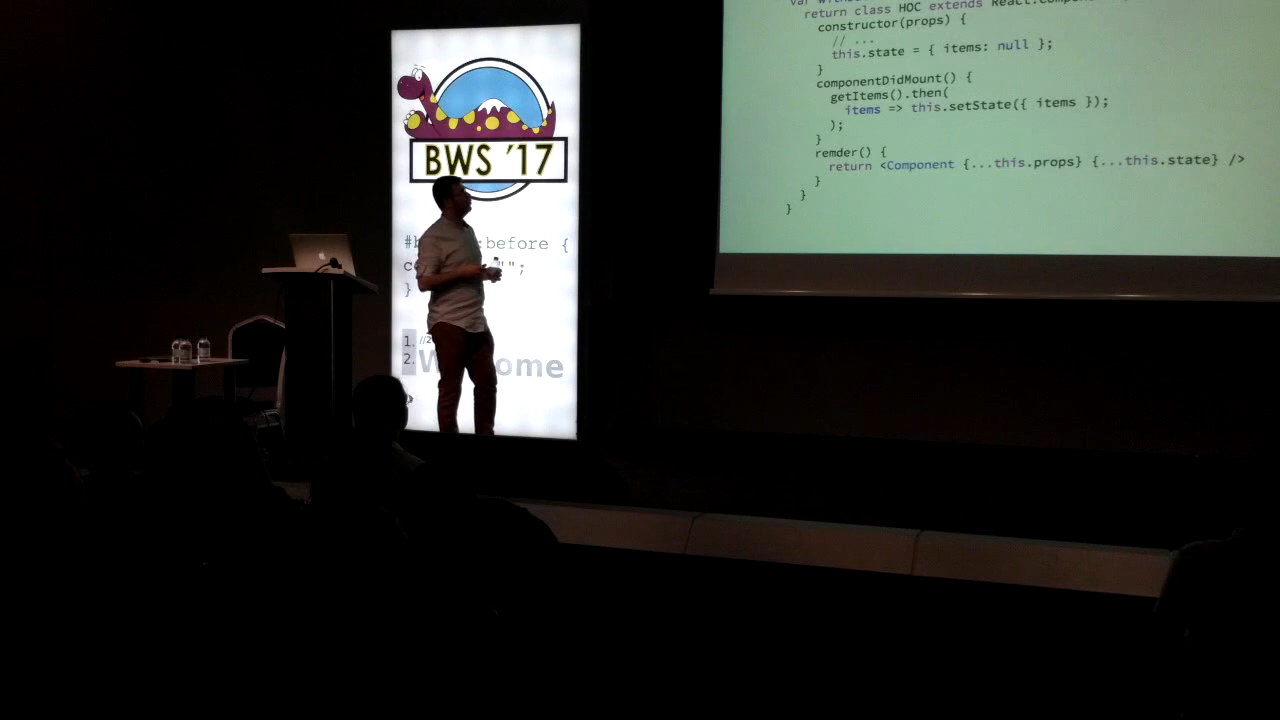 BWS '17
:before {
";
}
1.
2.
return class HOC extends
constructor(props) {
// ...
this.state = { items: null };
}
componentDidMount() {
getItems().then(
items => this.setState({ items });
);
}
remder() {
return <Component {...this.props} {...this.state} />
}
}
}